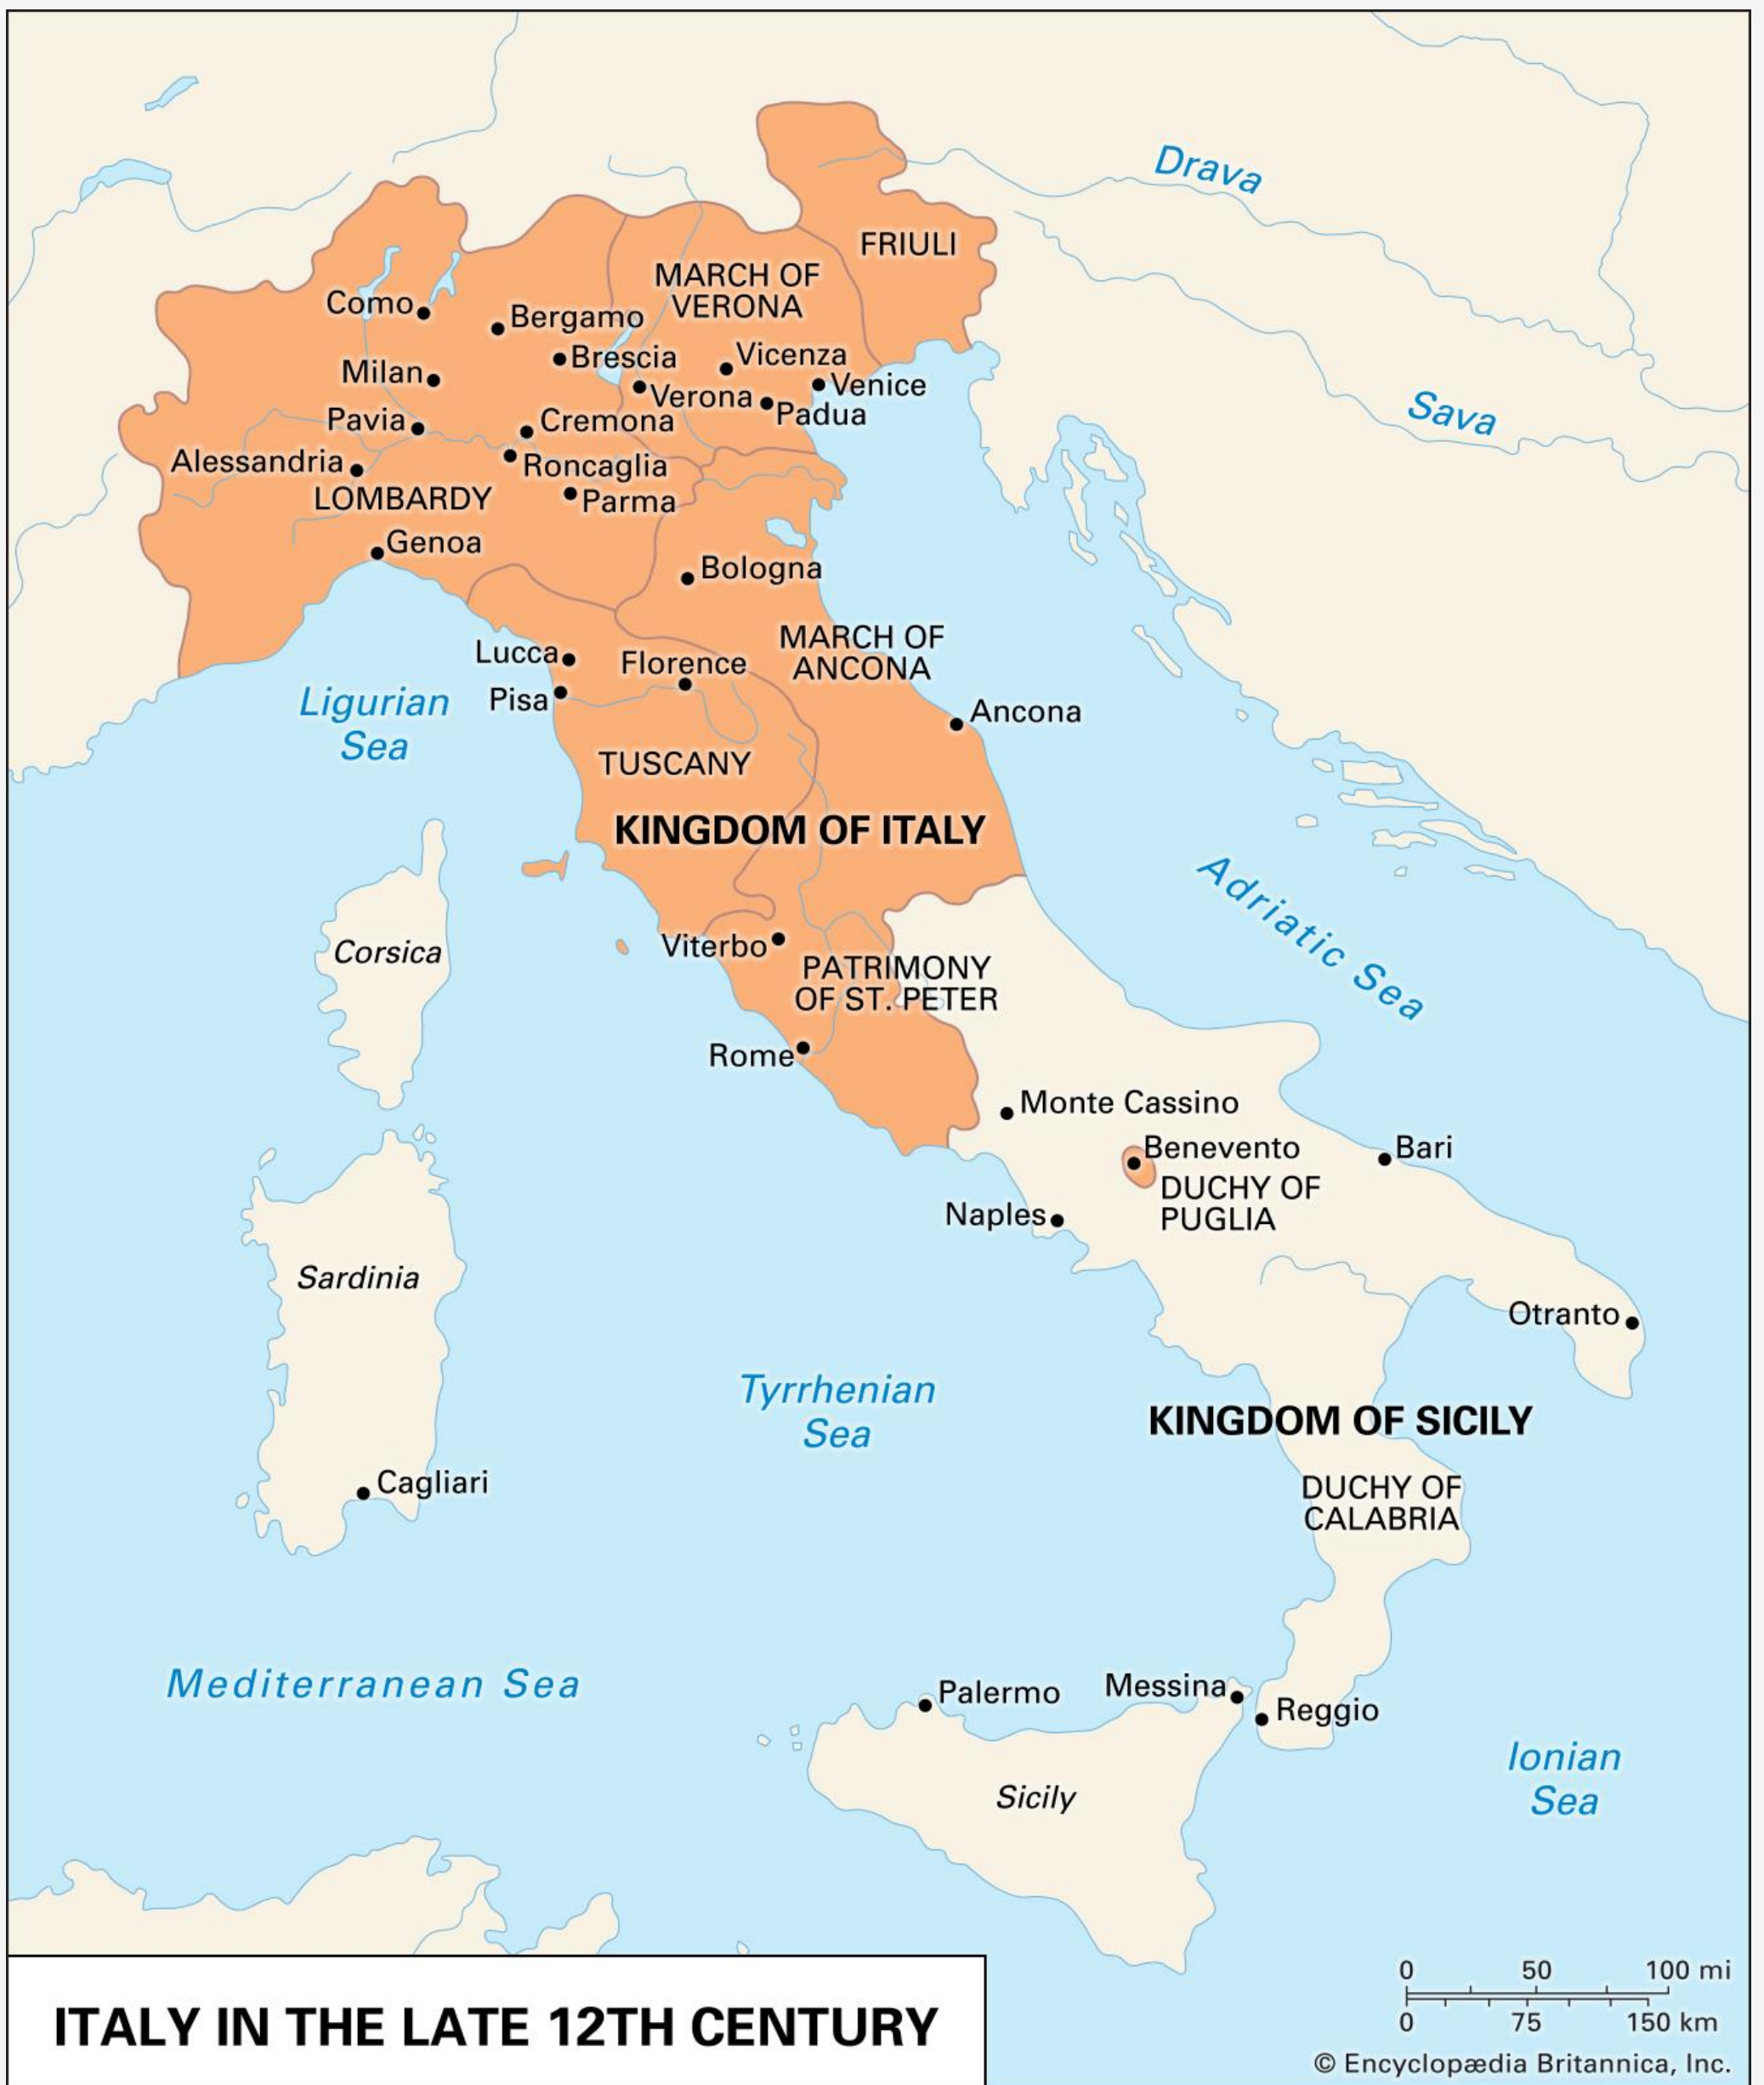 Drava
FRIULI
MARCH OF
VERONA
Como
Bergamo
Brescia
Vicenza
Milan
Verona
Venice
Padua
Pavia
Cremona
Sava
Alessandria
Roncaglia
LOMBARDY
Parma
Genoa
Bologna
MARCH OF
ANCONA
Lucca
Florence
Pisa
Ligurian
Sea
Ancona
TUSCANY
KINGDOM OF ITALY
Adriatic Sea
Corsica
Viterbo
PATRIMONY
OF ST. PETER
Rome
Monte Cassino
Benevento
Bari
DUCHY OF
PUGLIA
Naples
Sardinia
Otranto
Tyrrhenian
Sea
KINGDOM OF SICILY
Cagliari
DUCHY OF
CALABRIA
Mediterranean Sea
Palermo
Messina
Reggio
Ionian
Sea
Sicily
0 50 100 mi
0 75 150 km
ITALY IN THE LATE 12TH CENTURY
© Encyclopædia Britannica, Inc.